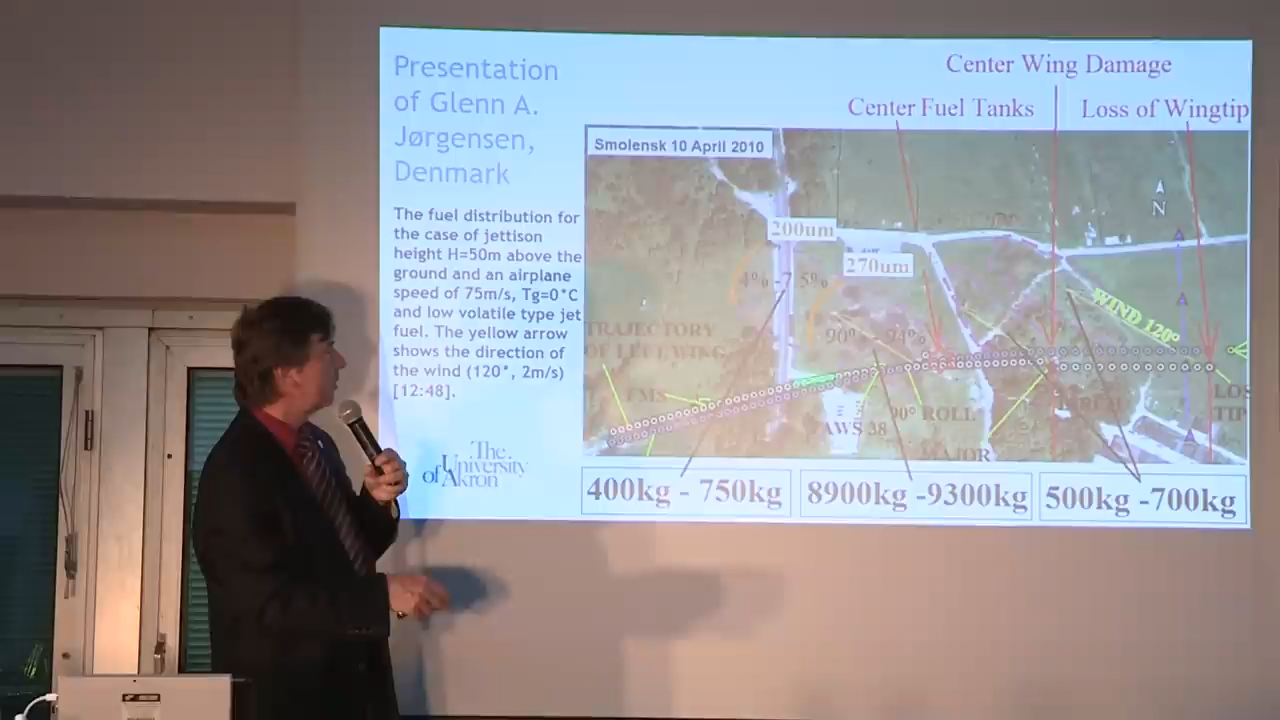 Presentation
of Glenn A.
Jørgensen,
Denmark
The fuel distribution for
the case of jettison
height H=50m above the
ground and an airplane
speed of 75m/s, Tg=0°C
and low volatile type jet
fuel. The yellow arrow
shows the direction of
the wind (120°, 2m/s)
[12:48].
The
University
of Akron
Center Wing Damage
Center Fuel Tanks
Loss of Wingtip
Smolensk 10 April 2010
N
200um
270um
4% -7.5%
WIND 120°
TRAJECTORY
OF LEFT WING
90% - 94%
FMS
LOS
TIP
90° ROLL
AWS 38
MAJOR
400kg - 750kg
8900kg -9300kg
500kg -700kg